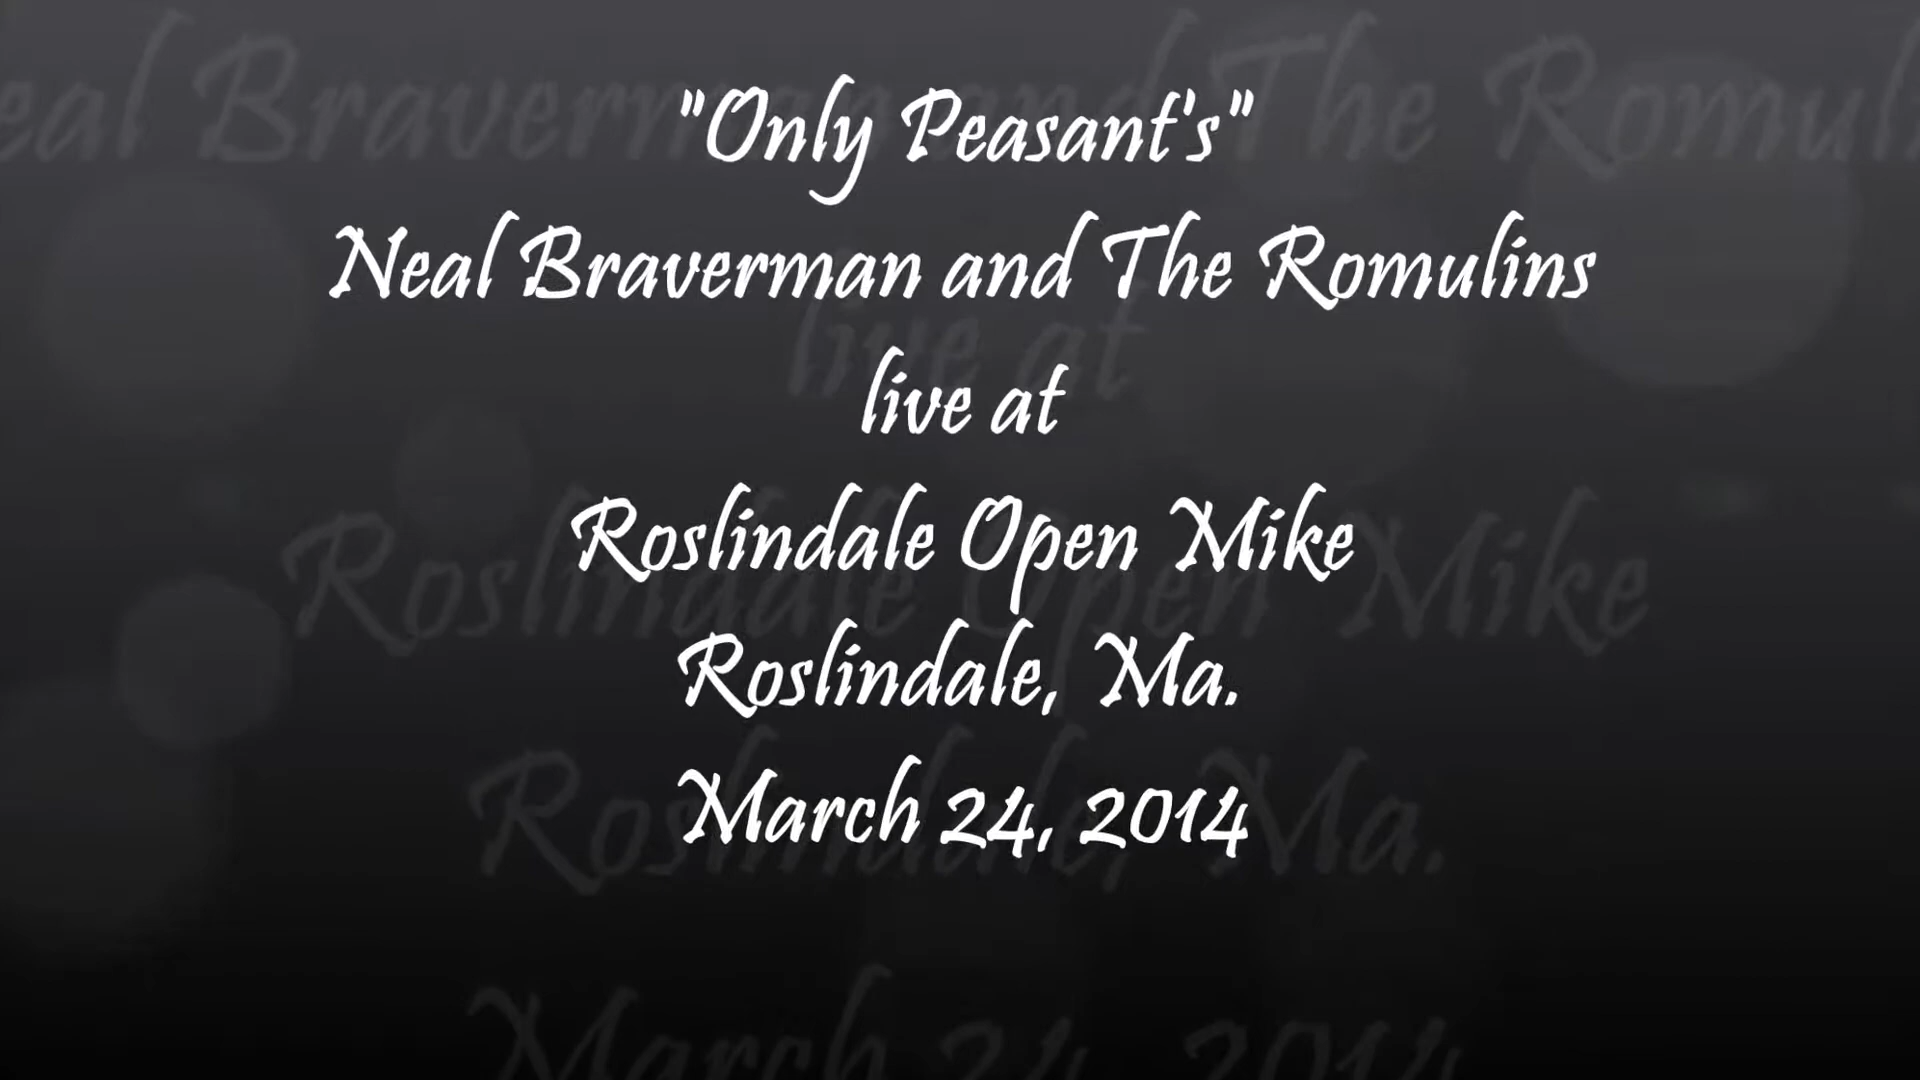 "Only Peasant's"
Neal Braverman and The Romulins
live at
Roslindale Open Mike
Roslindale, Ma.
March 24, 2014